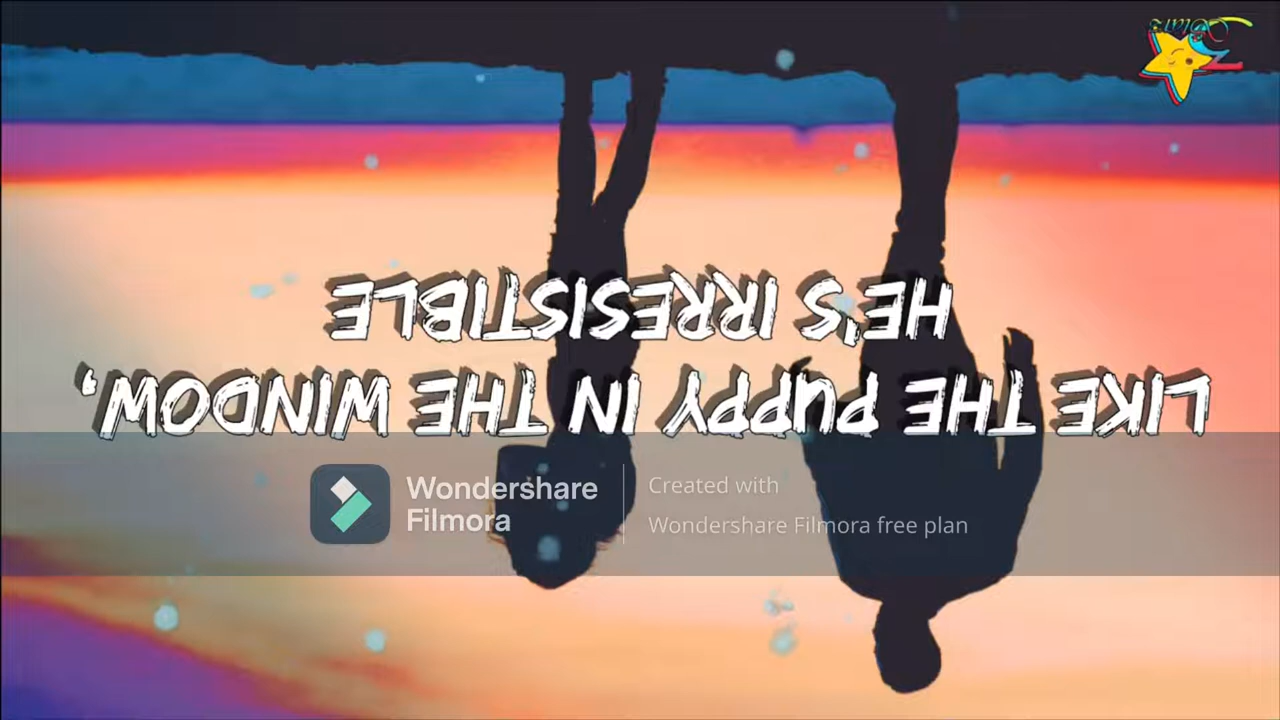 LIKE THE PUPPY IN THE WINDOW,
HE'S IRRESISTIBLE
Wondershare
Filmora
Created with
Wondershare Filmora free plan